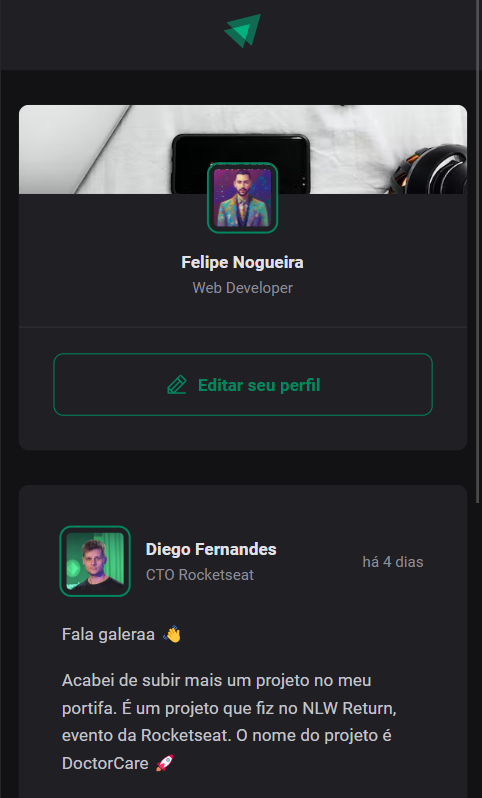 Felipe Nogueira
Web Developer
Editar seu perfil
Diego Fernandes
CTO Rocketseat
há 4 dias
Fala galeraa 👋
Acabei de subir mais um projeto no meu
portifa. É um projeto que fiz no NLW Return,
evento da Rocketseat. O nome do projeto é
DoctorCare 🚀